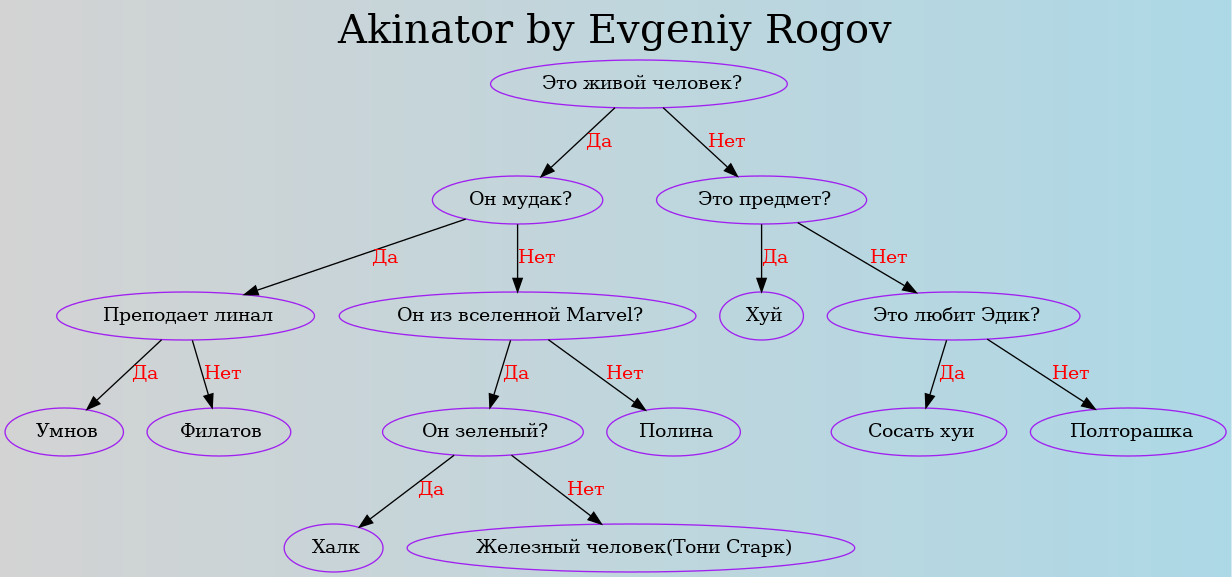 Akinator by Evgeniy Rogov
Это живой человек?
Да
Нет
Он мудак?
Это предмет?
Да
Нет
Да
Нет
Преподает линал
Он из вселенной Marvel?
Хуй
Это любит Эдик?
Да
Нет
Да
Нет
Да
Нет
Умнов
Филатов
Он зеленый?
Полина
Сосать хуи
Полторашка
Да
Нет
Халк
Железный человек(Тони Старк)